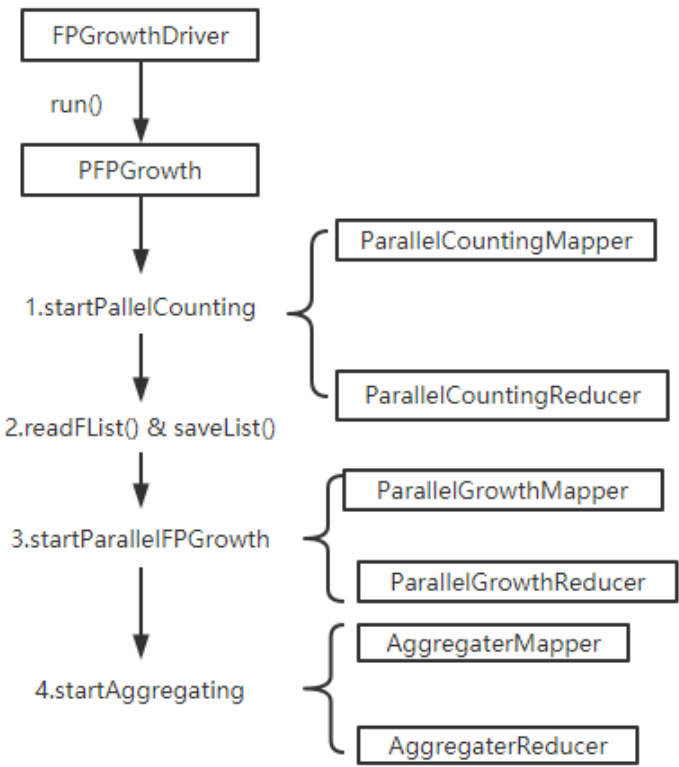 FPGrowthDriver
run()
PFPGrowth
ParallelCountingMapper
1.startPallelCounting
ParallelCountingReducer
2.readFList() & saveList()
ParallelGrowthMapper
3.startParallelFPGrowth
ParallelGrowthReducer
AggregaterMapper
4.startAggregating
AggregaterReducer